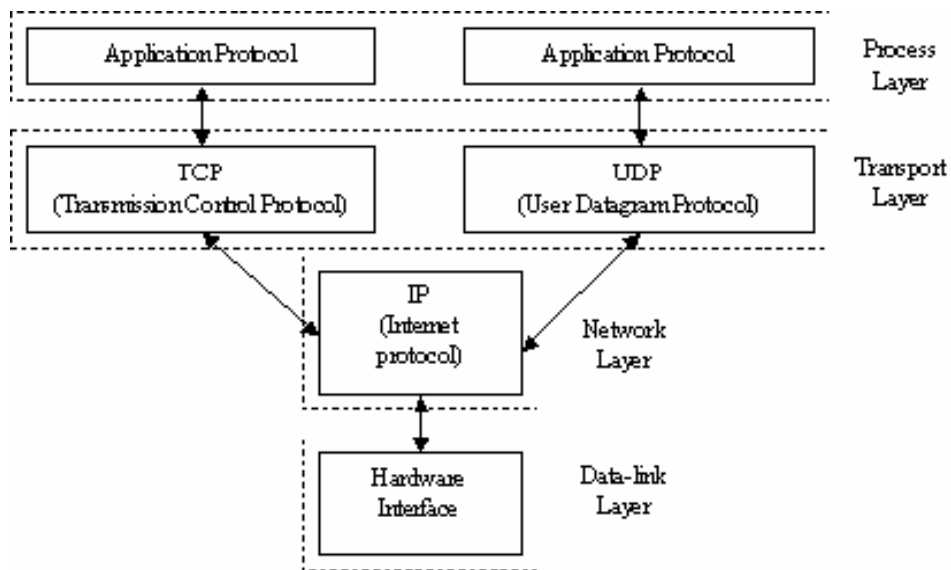 Application Protocol
Application Protocol
Process
Layer
TCP
(Transmission Control Protocol)
UDP
(User Datagram Protocol)
Transport
Layer
IP
(Internet
protocol)
Network
Layer
Hardware
Interface
Data-link
Layer